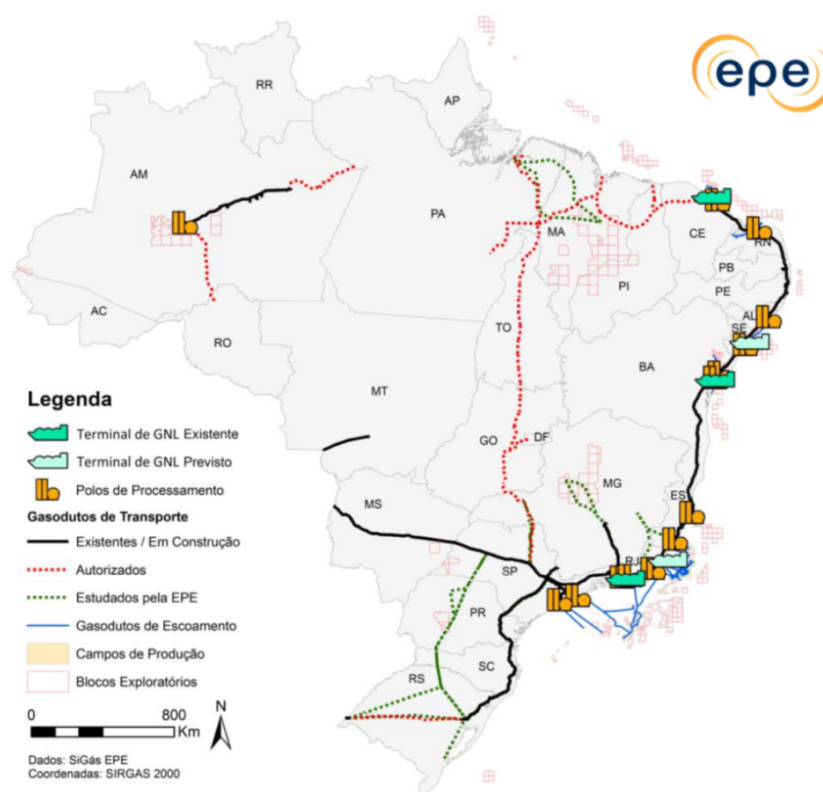 epe
RR
AP
AM
PA
MA
CE
RN
PB
PE
PI
AL
SE
AC
RO
TO
BA
MT
GO
DF
MG
ES
MS
RJ
SP
PR
SC
RS
Legenda
Terminal de GNL Existente
Terminal de GNL Previsto
Polos de Processamento
Gasodutos de Transporte
Existentes / Em Construção
Autorizados
Estudados pela EPE
Gasodutos de Escoamento
Campos de Produção
Blocos Exploratórios
0 800
Km
N
Dados: SiGás EPE
Coordenadas: SIRGAS 2000